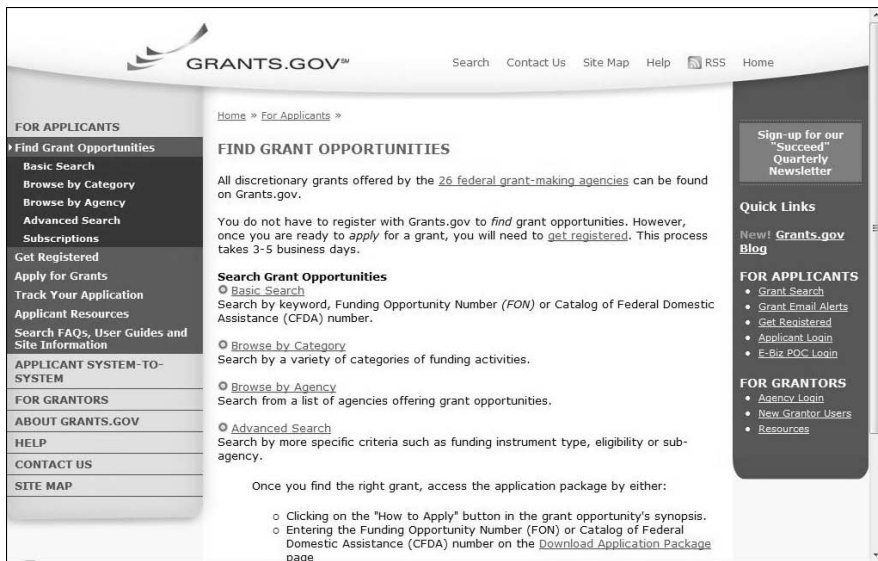 GRANTS.GOV℠
Search Contact Us Site Map Help RSS Home
FOR APPLICANTS
Find Grant Opportunities
Basic Search
Browse by Category
Browse by Agency
Advanced Search
Subscriptions
Get Registered
Apply for Grants
Track Your Application
Applicant Resources
Search FAQs, User Guides and
Site Information
APPLICANT SYSTEM-TO-
SYSTEM
FOR GRANTORS
ABOUT GRANTS.GOV
HELP
CONTACT US
SITE MAP
Home » For Applicants »
FIND GRANT OPPORTUNITIES
All discretionary grants offered by the 26 federal grant-making agencies can be found
on Grants.gov.
You do not have to register with Grants.gov to find grant opportunities. However,
once you are ready to apply for a grant, you will need to get registered. This process
takes 3-5 business days.
Search Grant Opportunities
Basic Search
Search by keyword, Funding Opportunity Number (FON) or Catalog of Federal Domestic
Assistance (CFDA) number.
Browse by Category
Search by a variety of categories of funding activities.
Browse by Agency
Search from a list of agencies offering grant opportunities.
Advanced Search
Search by more specific criteria such as funding instrument type, eligibility or sub-
agency.
Once you find the right grant, access the application package by either:
Clicking on the "How to Apply" button in the grant opportunity's synopsis.
Entering the Funding Opportunity Number (FON) or Catalog of Federal
Domestic Assistance (CFDA) number on the Download Application Package
page
Sign-up for our
"Succeed"
Quarterly
Newsletter
Quick Links
New! Grants.gov
Blog
FOR APPLICANTS
Grant Search
Grant Email Alerts
Get Registered
Applicant Login
E-Biz POC Login
FOR GRANTORS
Agency Login
New Grantor Users
Resources